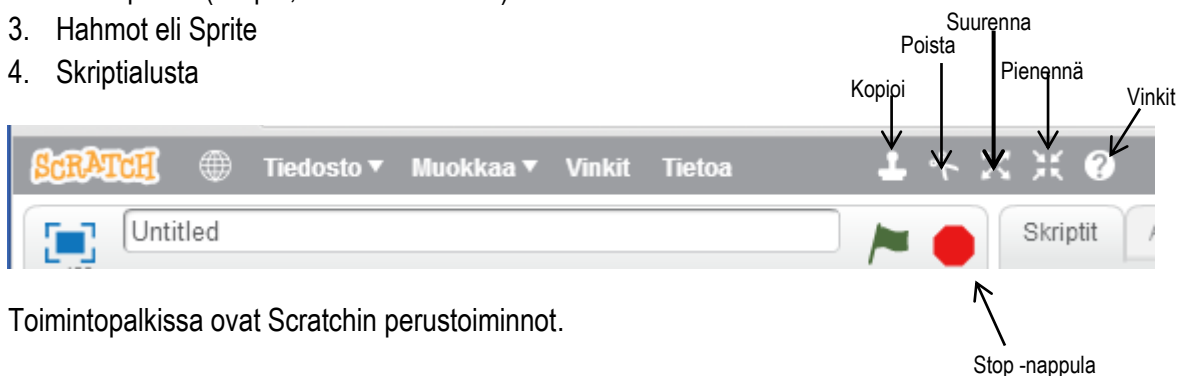 3. Hahmot eli Sprite
4. Skriptialusta
Suurenna
Poista
Pienennä
Kopioi
Vinkit
SCRATCH Tiedosto Muokkaa Vinkit Tietoa
Untitled
Skriptit
Toimintopalkissa ovat Scratchin perustoiminnot.
Stop -nappula